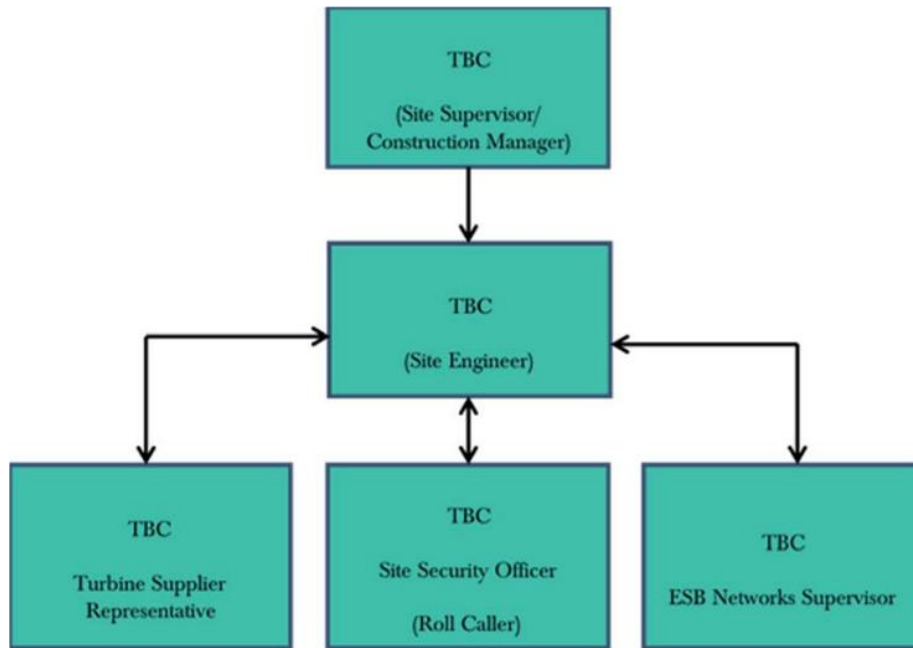 TBC
(Site Supervisor/
Construction Manager)
TBC
(Site Engineer)
TBC
Turbine Supplier
Representative
TBC
Site Security Officer
(Roll Caller)
TBC
ESB Networks Supervisor